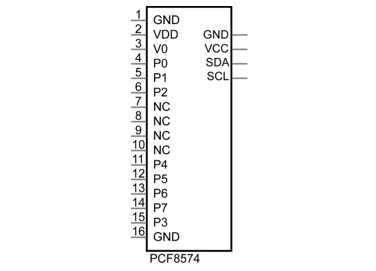 1 GND
2 VDD GND
3 V0 VCC
4 P0 SDA
5 P1 SCL
6 P2
7 NC
8 NC
9 NC
10 NC
11 P4
12 P5
13 P6
14 P7
15 P3
16 GND
PCF8574